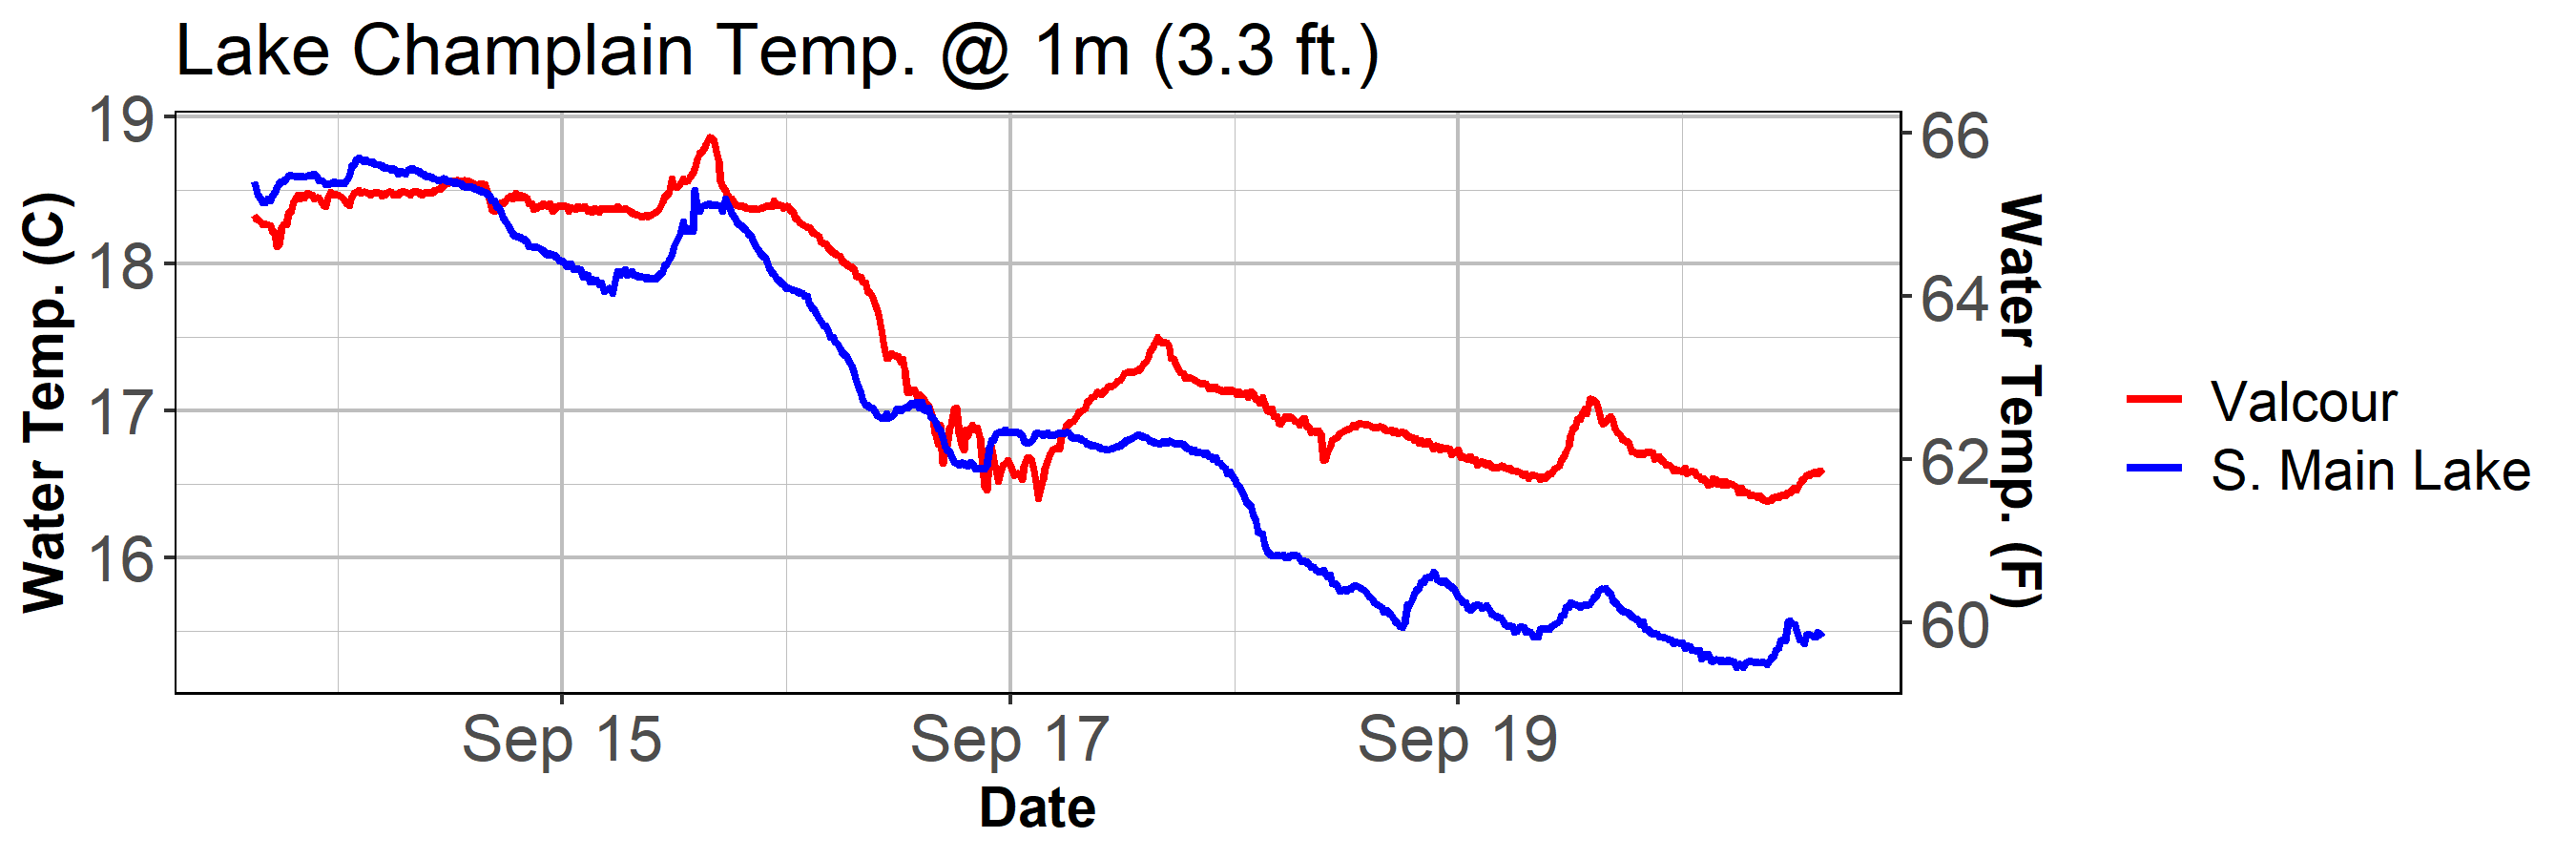 Lake Champlain Temp. @ 1m (3.3 ft.)
Water Temp. (C)
19
18
17
16
66
64
62
60
Water Temp. (F)
Sep 15
Sep 17
Sep 19
Date
Valcour
S. Main Lake